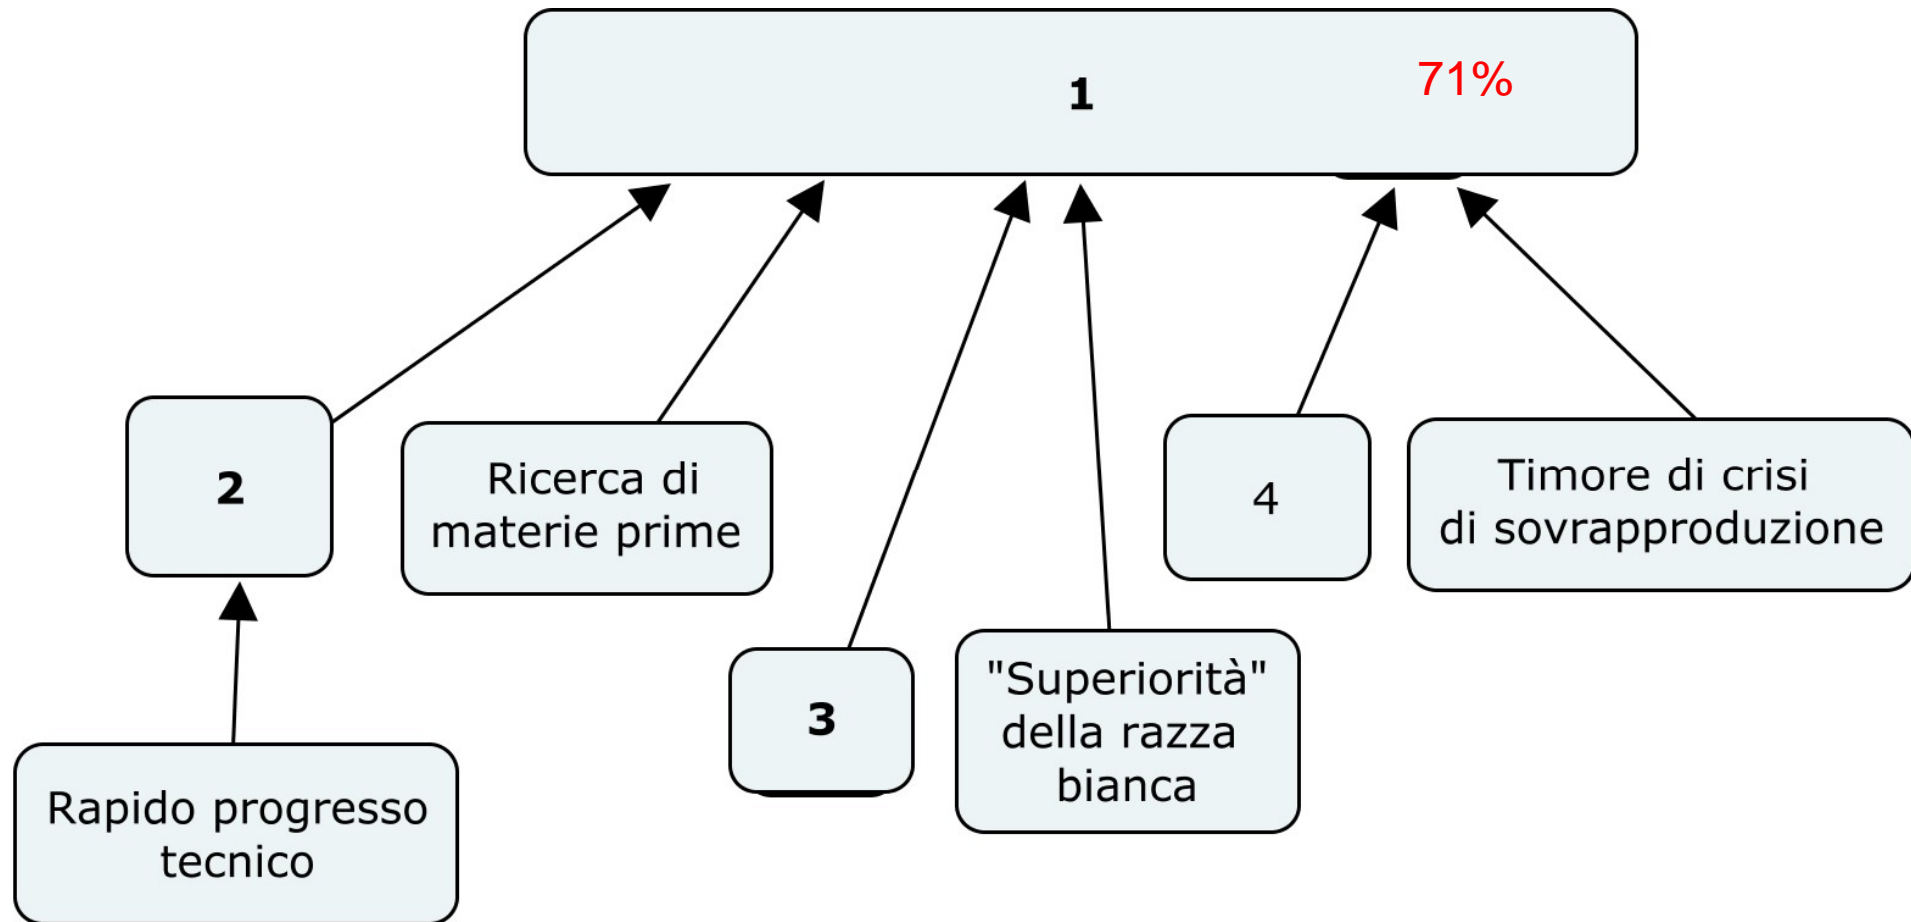 1
71%
2
Ricerca di
materie prime
4
Timore di crisi
di sovrapproduzione
3
"Superiorità"
della razza
bianca
Rapido progresso
tecnico